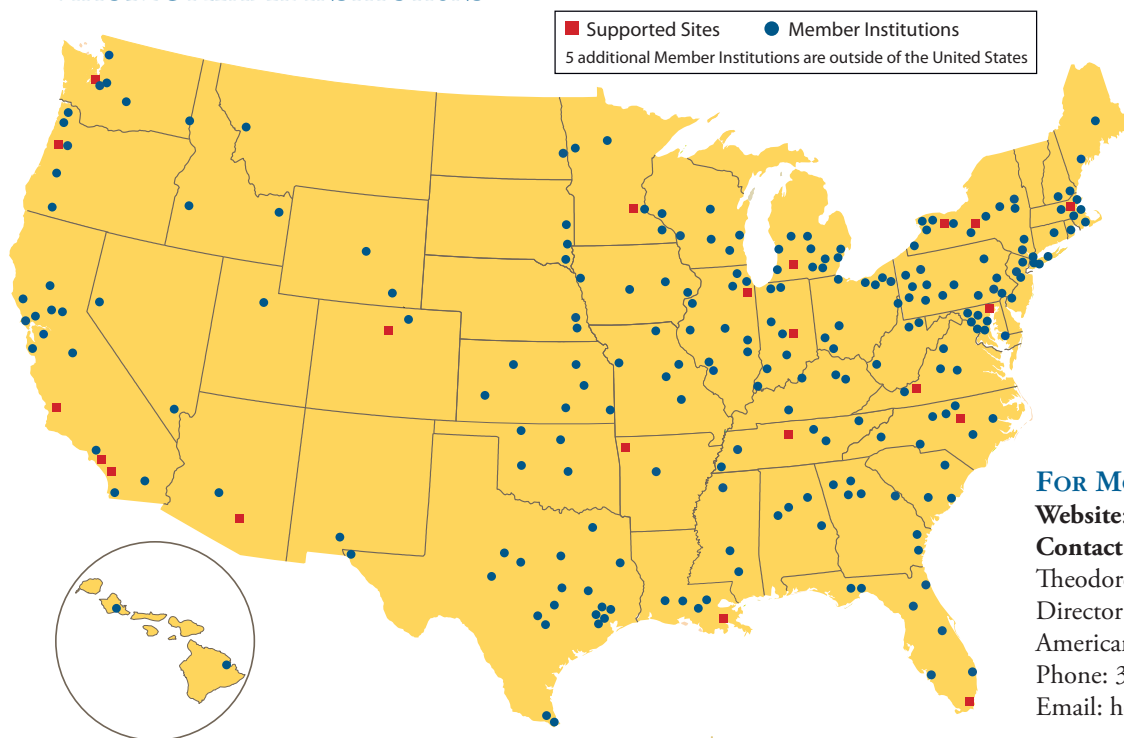 Supported Sites Member Institutions
5 additional Member Institutions are outside of the United States
FOR M
Website:
Contact
Theodor
Director
American
Phone: 3
Email: h